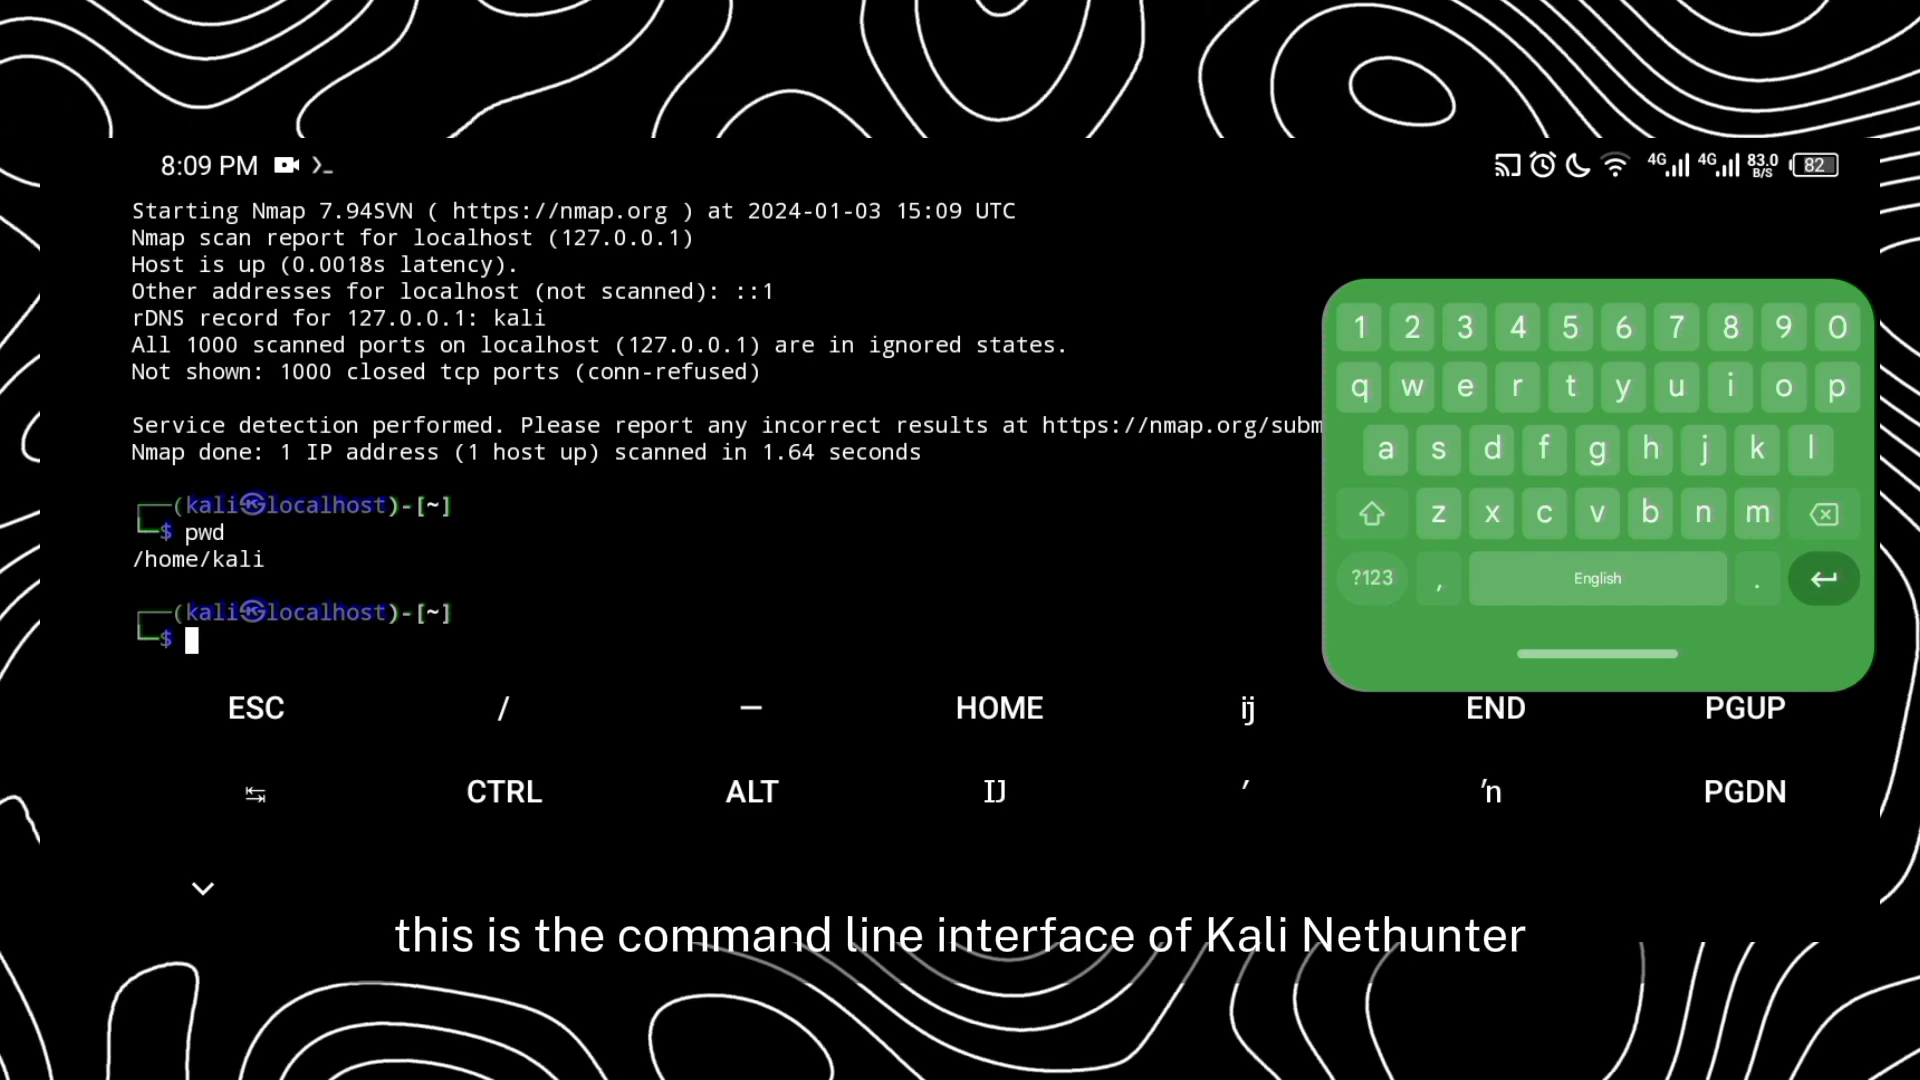 8:09 PM
4G 4G 83.0 B/S 82
Starting Nmap 7.94SVN ( https://nmap.org ) at 2024-01-03 15:09 UTC
Nmap scan report for localhost (127.0.0.1)
Host is up (0.0018s latency).
Other addresses for localhost (not scanned): ::1
rDNS record for 127.0.0.1: kali
All 1000 scanned ports on localhost (127.0.0.1) are in ignored states.
Not shown: 1000 closed tcp ports (conn-refused)
Service detection performed. Please report any incorrect results at https://nmap.org/subm
Nmap done: 1 IP address (1 host up) scanned in 1.64 seconds
┌──(kali㉿localhost)-[~]
└─$ pwd
/home/kali
┌──(kali㉿localhost)-[~]
└─$
1 2 3 4 5 6 7 8 9 0
q w e r t y u i o p
a s d f g h j k l
z x c v b n m
?123 , English .
ESC / — HOME ĳ END PGUP
↹ CTRL ALT Ĳ ′ ŉ PGDN
this is the command line interface of Kali Nethunter